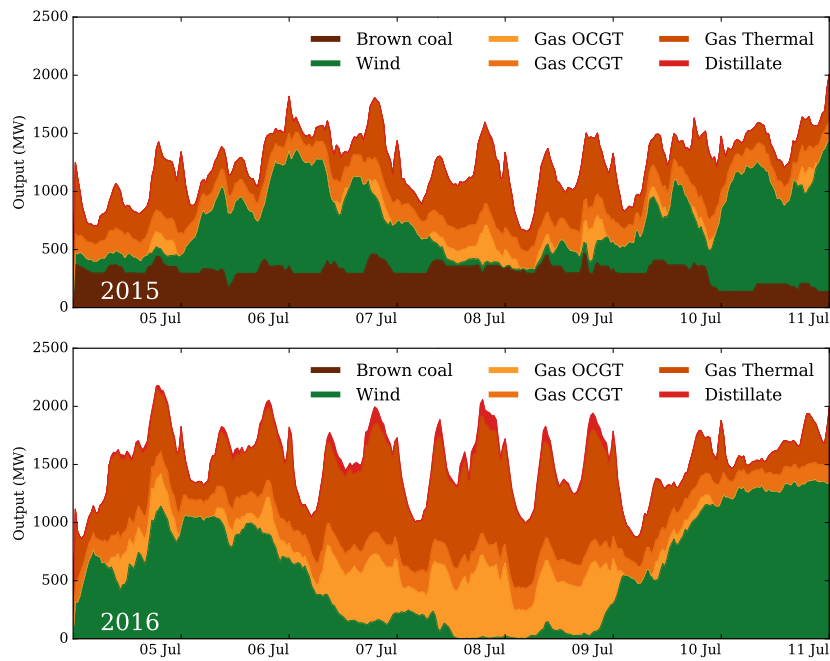 2500
2000
1500
1000
500
0
Output (MW)
Brown coal Gas OCGT Gas Thermal
Wind Gas CCGT Distillate
2015
05 Jul 06 Jul 07 Jul 08 Jul 09 Jul 10 Jul 11 Jul
2500
2000
1500
1000
500
0
Output (MW)
Brown coal Gas OCGT Gas Thermal
Wind Gas CCGT Distillate
2016
05 Jul 06 Jul 07 Jul 08 Jul 09 Jul 10 Jul 11 Jul